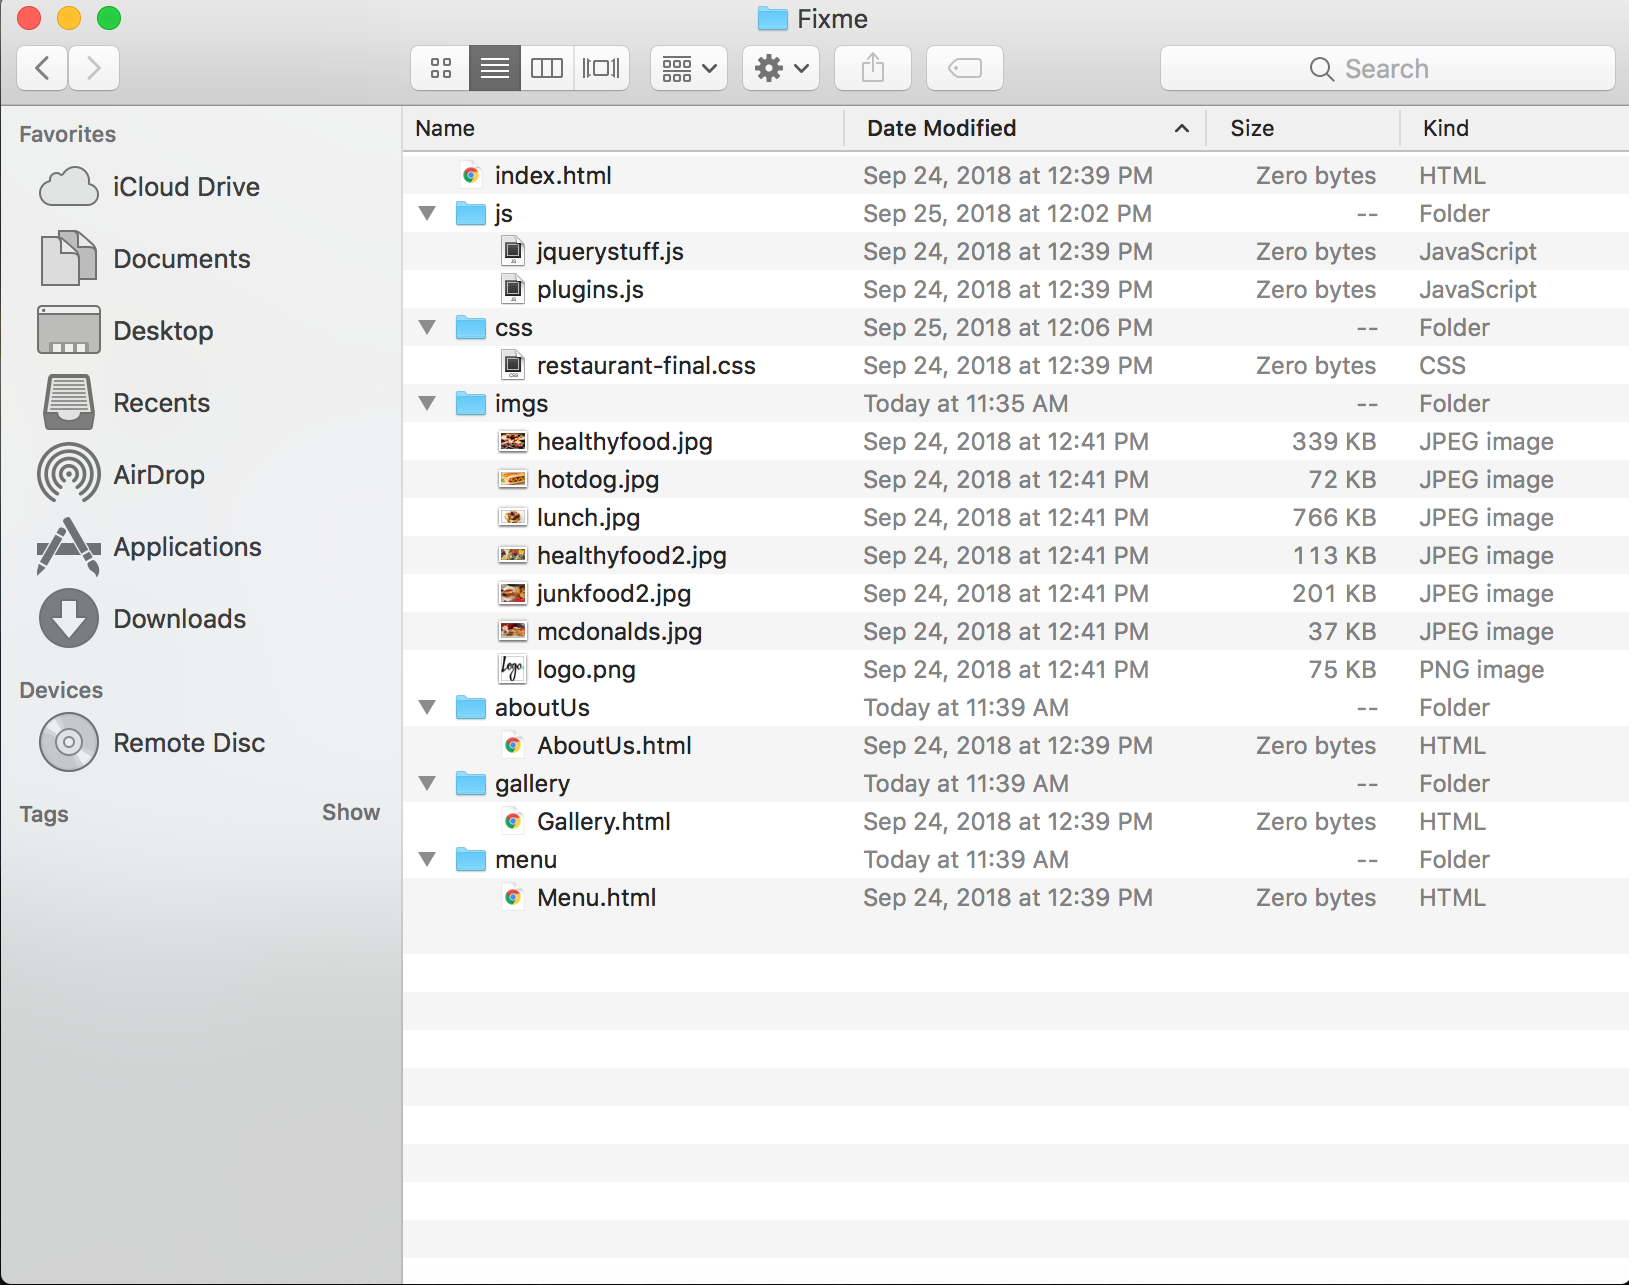 Fixme
Search
Favorites
iCloud Drive
Documents
Desktop
Recents
AirDrop
Applications
Downloads
Devices
Remote Disc
Tags Show
Name Date Modified Size Kind
index.html Sep 24, 2018 at 12:39 PM Zero bytes HTML
js Sep 25, 2018 at 12:02 PM -- Folder
jquerystuff.js Sep 24, 2018 at 12:39 PM Zero bytes JavaScript
plugins.js Sep 24, 2018 at 12:39 PM Zero bytes JavaScript
css Sep 25, 2018 at 12:06 PM -- Folder
restaurant-final.css Sep 24, 2018 at 12:39 PM Zero bytes CSS
imgs Today at 11:35 AM -- Folder
healthyfood.jpg Sep 24, 2018 at 12:41 PM 339 KB JPEG image
hotdog.jpg Sep 24, 2018 at 12:41 PM 72 KB JPEG image
lunch.jpg Sep 24, 2018 at 12:41 PM 766 KB JPEG image
healthyfood2.jpg Sep 24, 2018 at 12:41 PM 113 KB JPEG image
junkfood2.jpg Sep 24, 2018 at 12:41 PM 201 KB JPEG image
mcdonalds.jpg Sep 24, 2018 at 12:41 PM 37 KB JPEG image
logo.png Sep 24, 2018 at 12:41 PM 75 KB PNG image
aboutUs Today at 11:39 AM -- Folder
AboutUs.html Sep 24, 2018 at 12:39 PM Zero bytes HTML
gallery Today at 11:39 AM -- Folder
Gallery.html Sep 24, 2018 at 12:39 PM Zero bytes HTML
menu Today at 11:39 AM -- Folder
Menu.html Sep 24, 2018 at 12:39 PM Zero bytes HTML